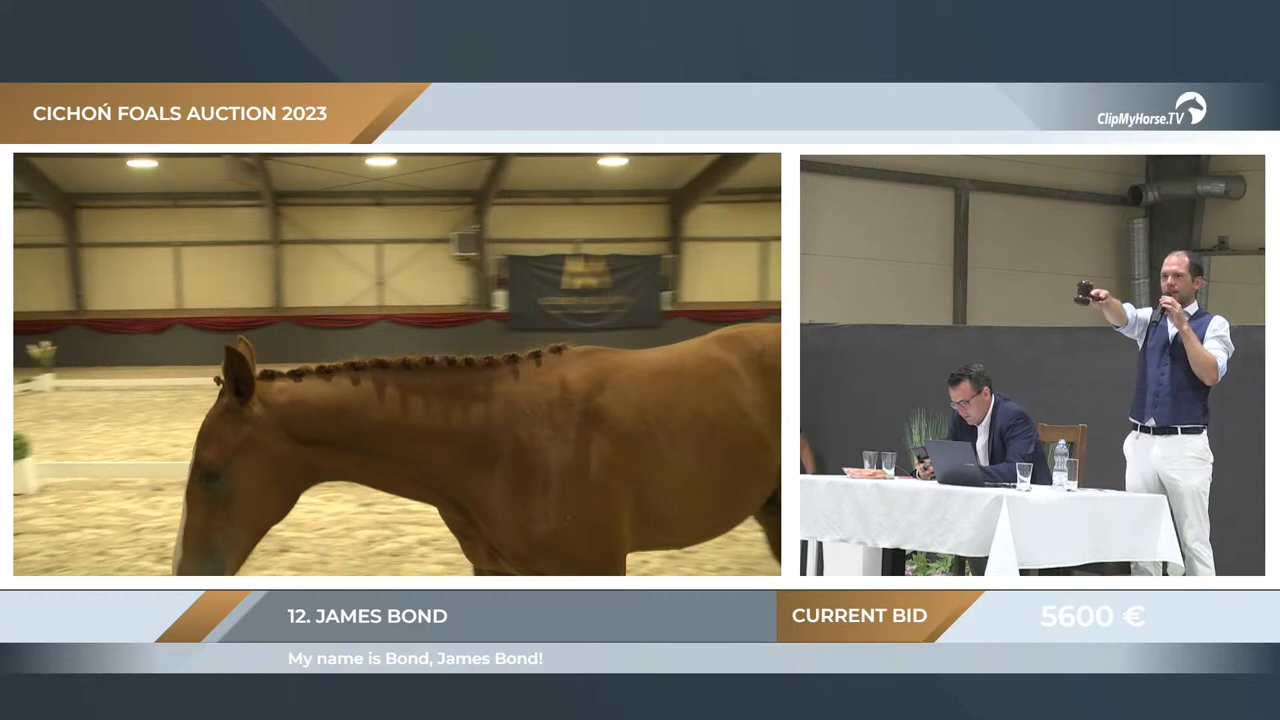 CICHOŃ FOALS AUCTION 2023
ClipMyHorse.TV
12. JAMES BOND
CURRENT BID
5600 €
My name is Bond, James Bond!